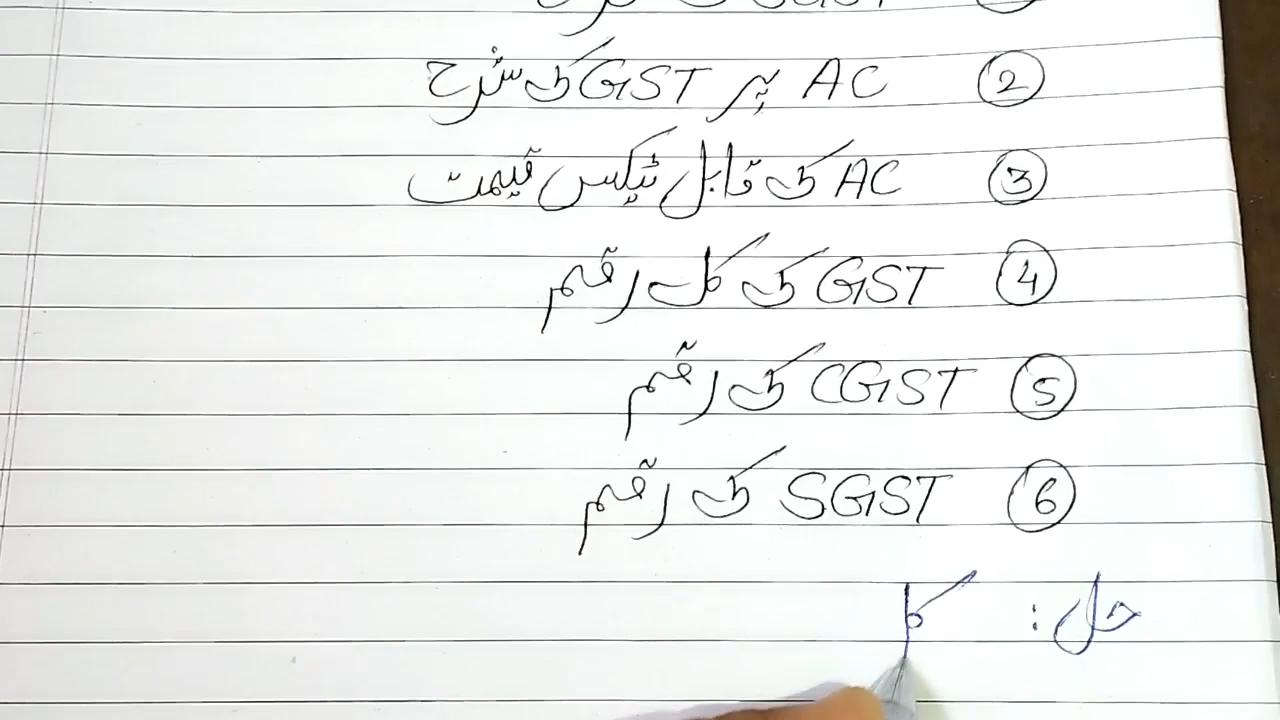 ② AC پر GST کی شرح
③ AC کی قابل ٹیکس قیمت
④ GST کی کل رقم
⑤ CGST کی رقم
⑥ SGST کی رقم
حل : کا